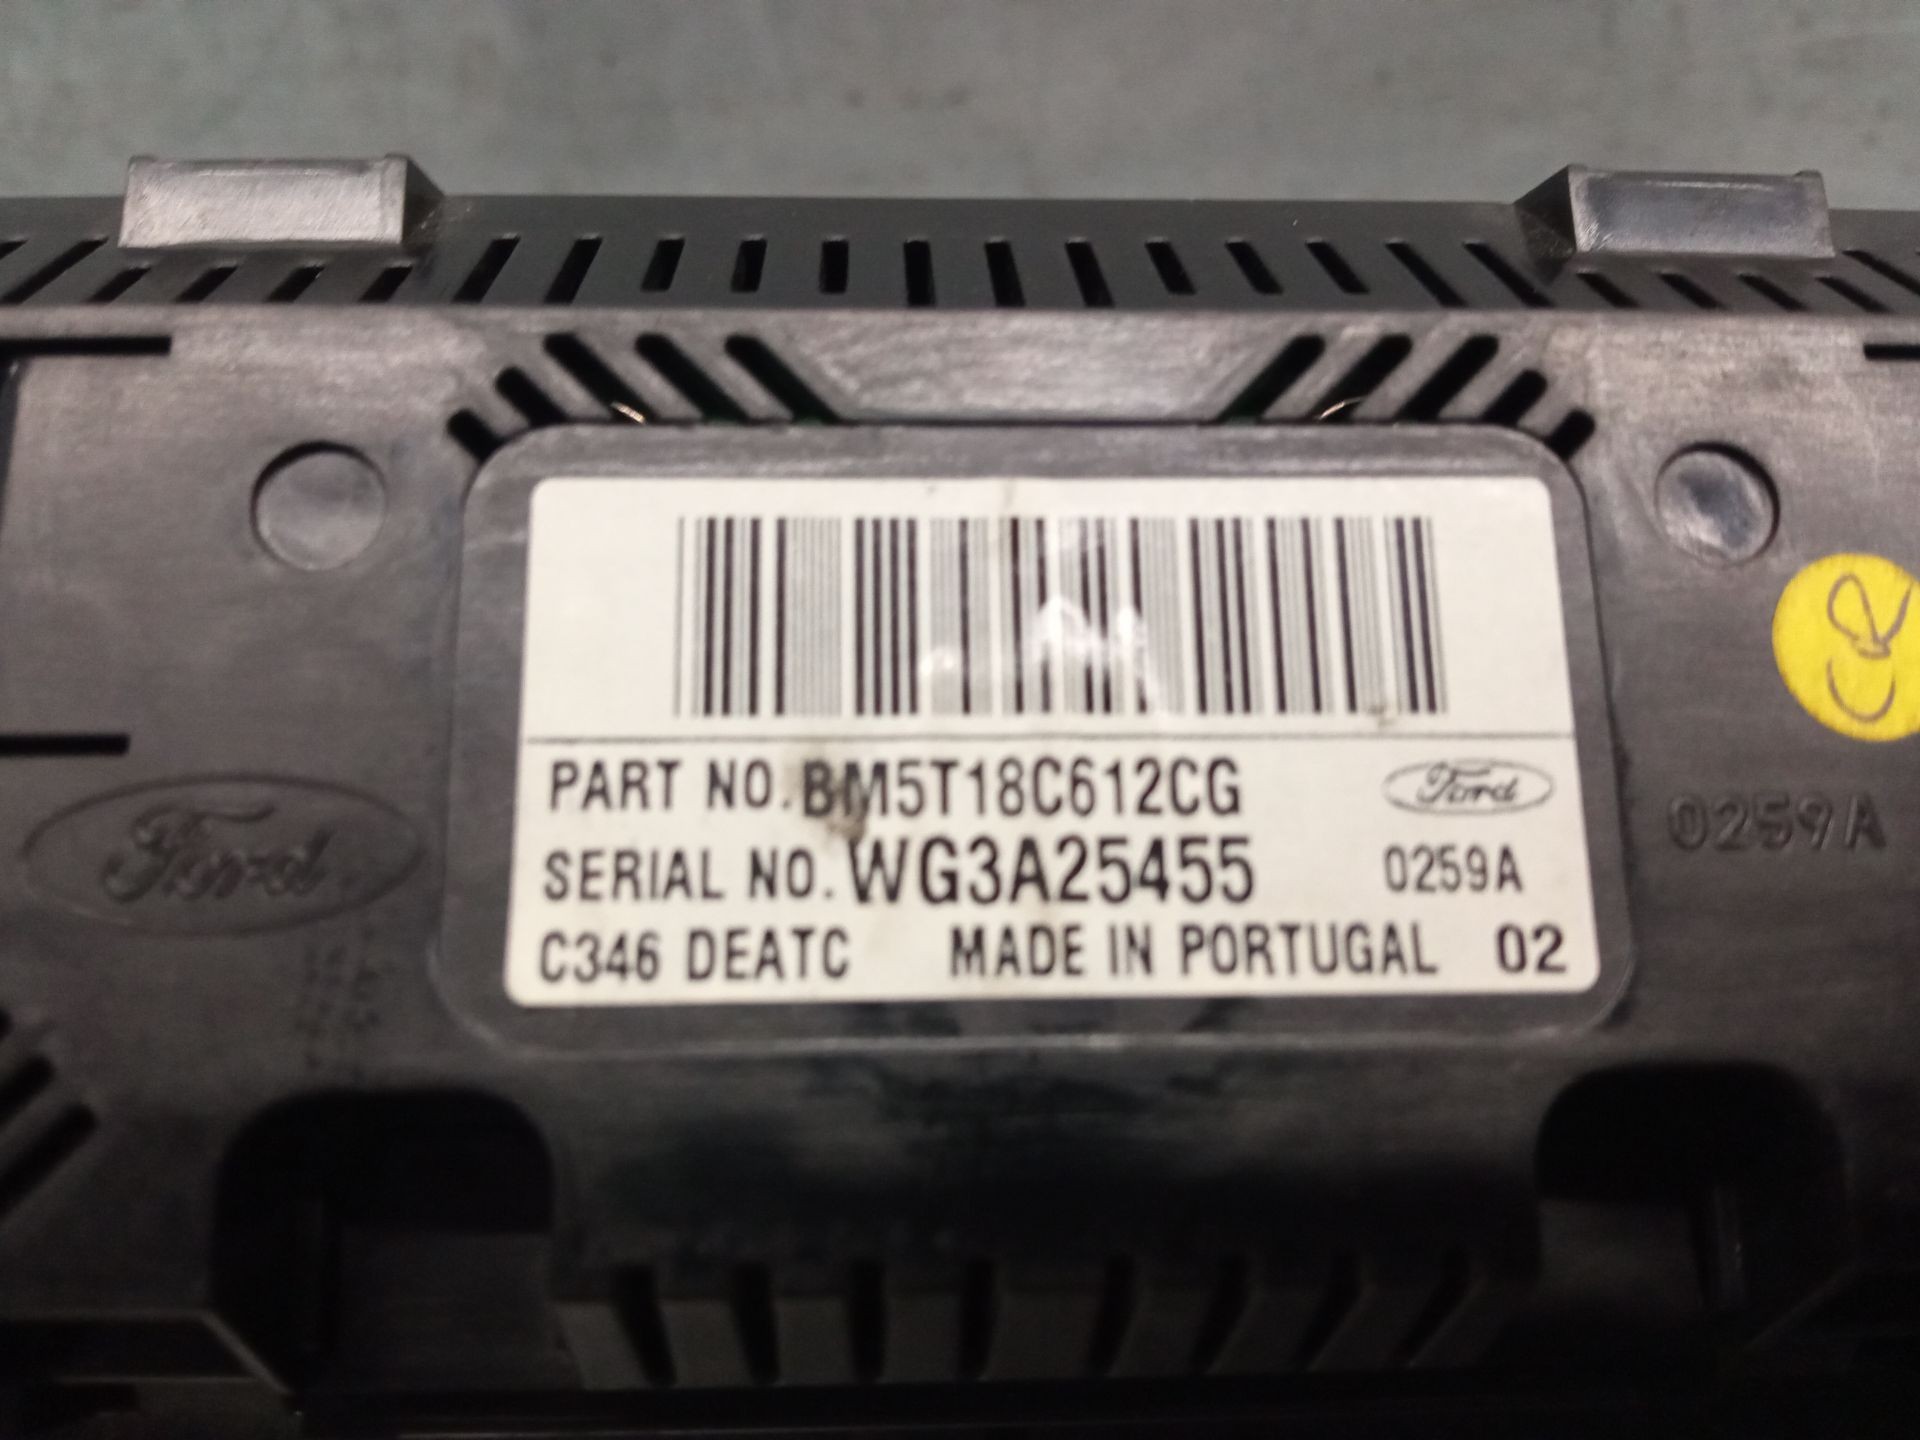 PART NO. BM5T18C612CG Ford
SERIAL NO. WG3A25455 0259A
C346 DEATC MADE IN PORTUGAL 02
Ford
0259A